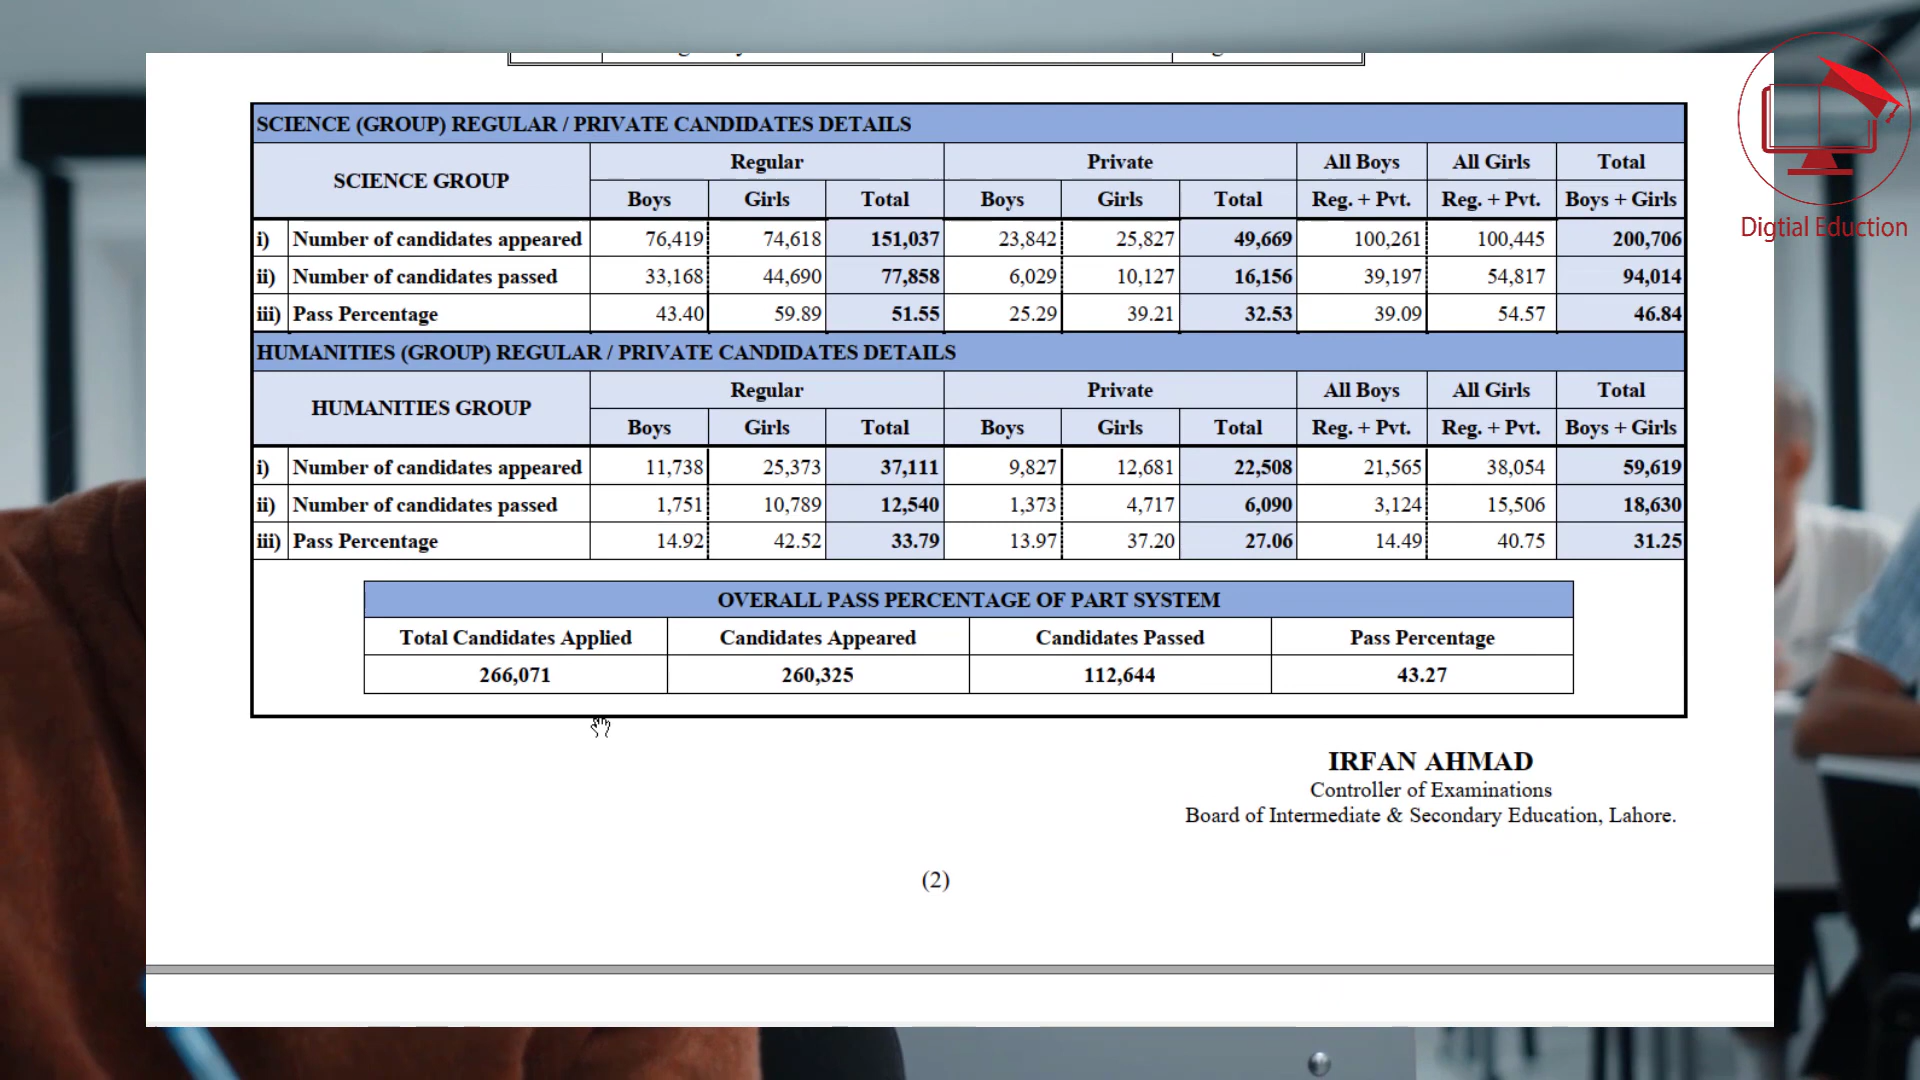 SCIENCE (GROUP) REGULAR / PRIVATE CANDIDATES DETAILS
SCIENCE GROUP Regular Private All Boys All Girls Total
Boys Girls Total Boys Girls Total Reg. + Pvt. Reg. + Pvt. Boys + Girls
i) Number of candidates appeared 76,419 74,618 151,037 23,842 25,827 49,669 100,261 100,445 200,706
ii) Number of candidates passed 33,168 44,690 77,858 6,029 10,127 16,156 39,197 54,817 94,014
iii) Pass Percentage 43.40 59.89 51.55 25.29 39.21 32.53 39.09 54.57 46.84
HUMANITIES (GROUP) REGULAR / PRIVATE CANDIDATES DETAILS
HUMANITIES GROUP Regular Private All Boys All Girls Total
Boys Girls Total Boys Girls Total Reg. + Pvt. Reg. + Pvt. Boys + Girls
i) Number of candidates appeared 11,738 25,373 37,111 9,827 12,681 22,508 21,565 38,054 59,619
ii) Number of candidates passed 1,751 10,789 12,540 1,373 4,717 6,090 3,124 15,506 18,630
iii) Pass Percentage 14.92 42.52 33.79 13.97 37.20 27.06 14.49 40.75 31.25
OVERALL PASS PERCENTAGE OF PART SYSTEM
Total Candidates Applied Candidates Appeared Candidates Passed Pass Percentage
266,071 260,325 112,644 43.27
IRFAN AHMAD
Controller of Examinations
Board of Intermediate & Secondary Education, Lahore.
(2)
Digtial Eduction